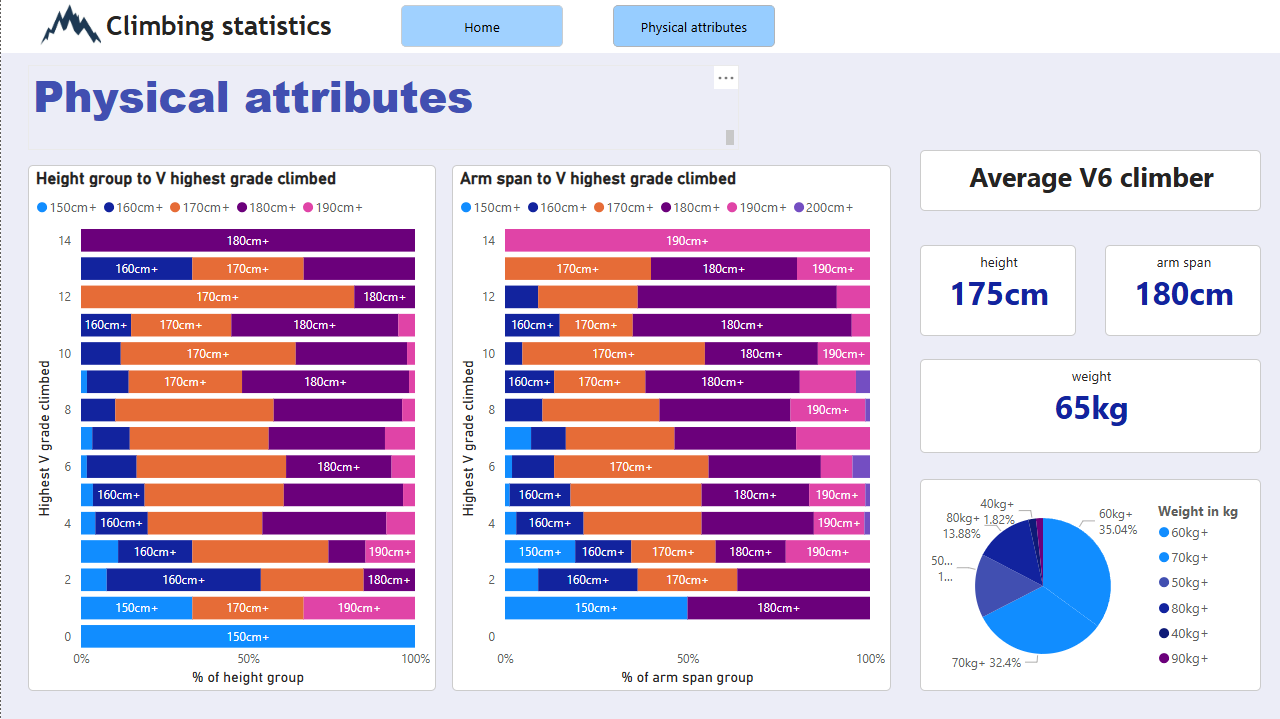 Climbing statistics
Home
Physical attributes
Physical attributes
Height group to V highest grade climbed
150cm+ 160cm+ 170cm+ 180cm+ 190cm+
Highest V grade climbed
14 180cm+
160cm+ 170cm+
12 170cm+ 180cm+
160cm+ 170cm+ 180cm+
10 170cm+
170cm+ 180cm+
8
6 180cm+
160cm+
4 160cm+
160cm+ 190cm+
2 160cm+ 180cm+
150cm+ 170cm+ 190cm+
0 150cm+
0% 50% 100%
% of height group
Arm span to V highest grade climbed
150cm+ 160cm+ 170cm+ 180cm+ 190cm+ 200cm+
Highest V grade climbed
14 190cm+
170cm+ 180cm+ 190cm+
12
160cm+ 170cm+ 180cm+
10 170cm+ 180cm+ 190cm+
160cm+ 170cm+ 180cm+
8 190cm+
6 170cm+
160cm+ 180cm+ 190cm+
4 160cm+ 190cm+
150cm+ 160cm+ 170cm+ 180cm+ 190cm+
2 160cm+ 170cm+
150cm+ 180cm+
0
0% 50% 100%
% of arm span group
Average V6 climber
height
175cm
arm span
180cm
weight
65kg
40kg+
1.82%
80kg+
13.88%
50...
1...
60kg+
35.04%
70kg+ 32.4%
Weight in kg
60kg+
70kg+
50kg+
80kg+
40kg+
90kg+